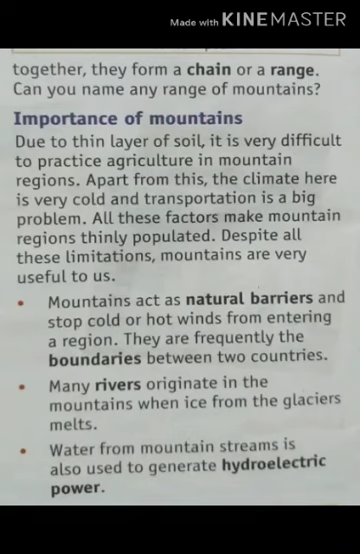 Made with KINEMASTER
together, they form a chain or a range.
Can you name any range of mountains?
Importance of mountains
Due to thin layer of soil, it is very difficult
to practice agriculture in mountain
regions. Apart from this, the climate here
is very cold and transportation is a big
problem. All these factors make mountain
regions thinly populated. Despite all
these limitations, mountains are very
useful to us.
• Mountains act as natural barriers and
stop cold or hot winds from entering
a region. They are frequently the
boundaries between two countries.
• Many rivers originate in the
mountains when ice from the glaciers
melts.
• Water from mountain streams is
also used to generate hydroelectric
power.